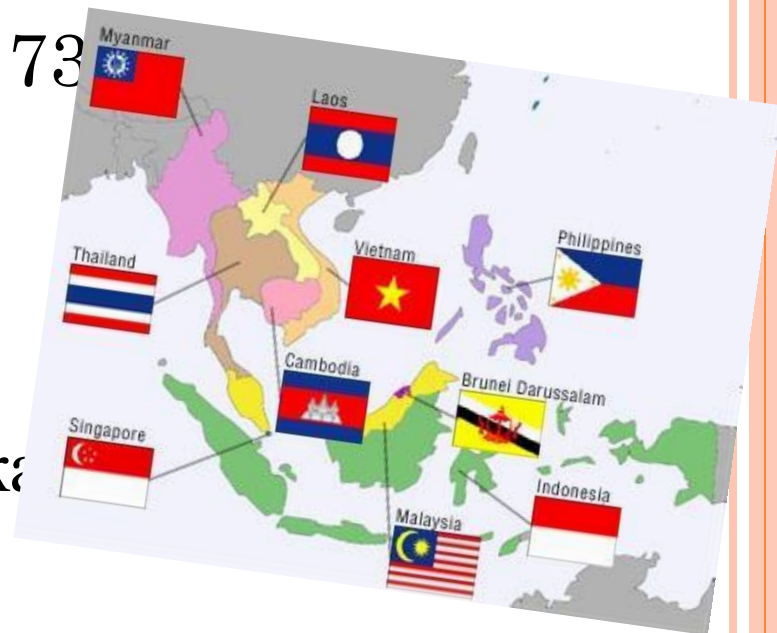 73
Myanmar
Laos
Philippines
Vietnam
Thailand
Cambodia
Brunei Darussalam
Singapore
Indonesia
Malaysia